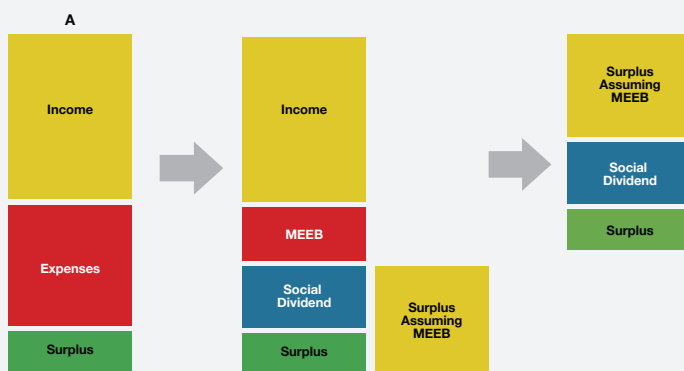 A
Income
Expenses
Surplus
Income
MEEB
Social
Dividend
Surplus
Surplus
Assuming
MEEB
Surplus
Assuming
MEEB
Social
Dividend
Surplus